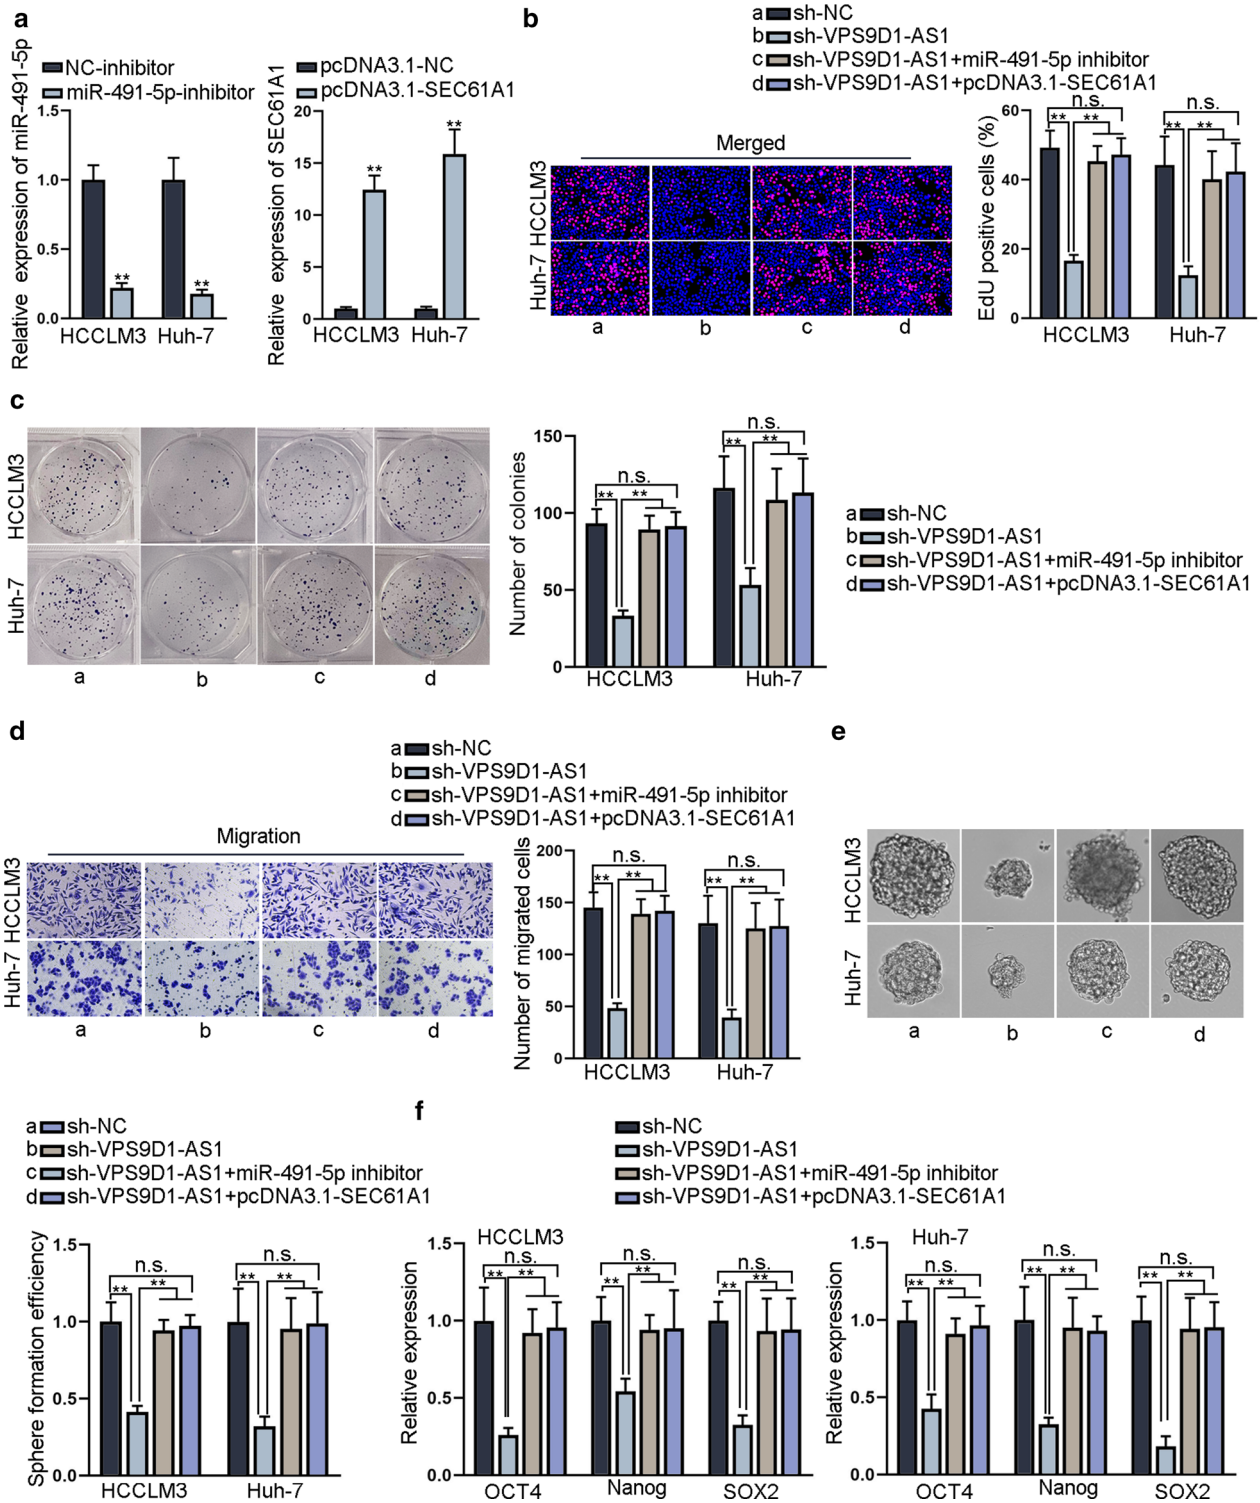 a
NC-inhibitor
miR-491-5p-inhibitor
Relative expression of miR-491-5p
1.5
1.0
0.5
0.0
**
**
HCCLM3
Huh-7
pcDNA3.1-NC
pcDNA3.1-SEC61A1
Relative expression of SEC61A1
20
15
10
5
0
**
**
HCCLM3
Huh-7
b
a sh-NC
b sh-VPS9D1-AS1
c sh-VPS9D1-AS1+miR-491-5p inhibitor
d sh-VPS9D1-AS1+pcDNA3.1-SEC61A1
Merged
HCCLM3
Huh-7
a b c d
EdU positive cells (%)
60
40
20
0
n.s.
** **
n.s.
** **
HCCLM3
Huh-7
c
HCCLM3
Huh-7
a b c d
Number of colonies
150
100
50
0
n.s.
** **
n.s.
** **
HCCLM3
Huh-7
a sh-NC
b sh-VPS9D1-AS1
c sh-VPS9D1-AS1+miR-491-5p inhibitor
d sh-VPS9D1-AS1+pcDNA3.1-SEC61A1
d
a sh-NC
b sh-VPS9D1-AS1
c sh-VPS9D1-AS1+miR-491-5p inhibitor
d sh-VPS9D1-AS1+pcDNA3.1-SEC61A1
Migration
HCCLM3
Huh-7
a b c d
Number of migrated cells
200
150
100
50
0
n.s.
** **
n.s.
** **
HCCLM3
Huh-7
e
HCCLM3
Huh-7
a b c d
a sh-NC
b sh-VPS9D1-AS1
c sh-VPS9D1-AS1+miR-491-5p inhibitor
d sh-VPS9D1-AS1+pcDNA3.1-SEC61A1
Sphere formation efficiency
1.5
1.0
0.5
0.0
n.s.
** **
n.s.
** **
HCCLM3
Huh-7
f
sh-NC
sh-VPS9D1-AS1
sh-VPS9D1-AS1+miR-491-5p inhibitor
sh-VPS9D1-AS1+pcDNA3.1-SEC61A1
HCCLM3
Relative expression
1.5
1.0
0.5
0.0
n.s.
** **
n.s.
** **
n.s.
** **
OCT4
Nanog
SOX2
Huh-7
Relative expression
1.5
1.0
0.5
0.0
n.s.
** **
n.s.
** **
n.s.
** **
OCT4
Nanog
SOX2